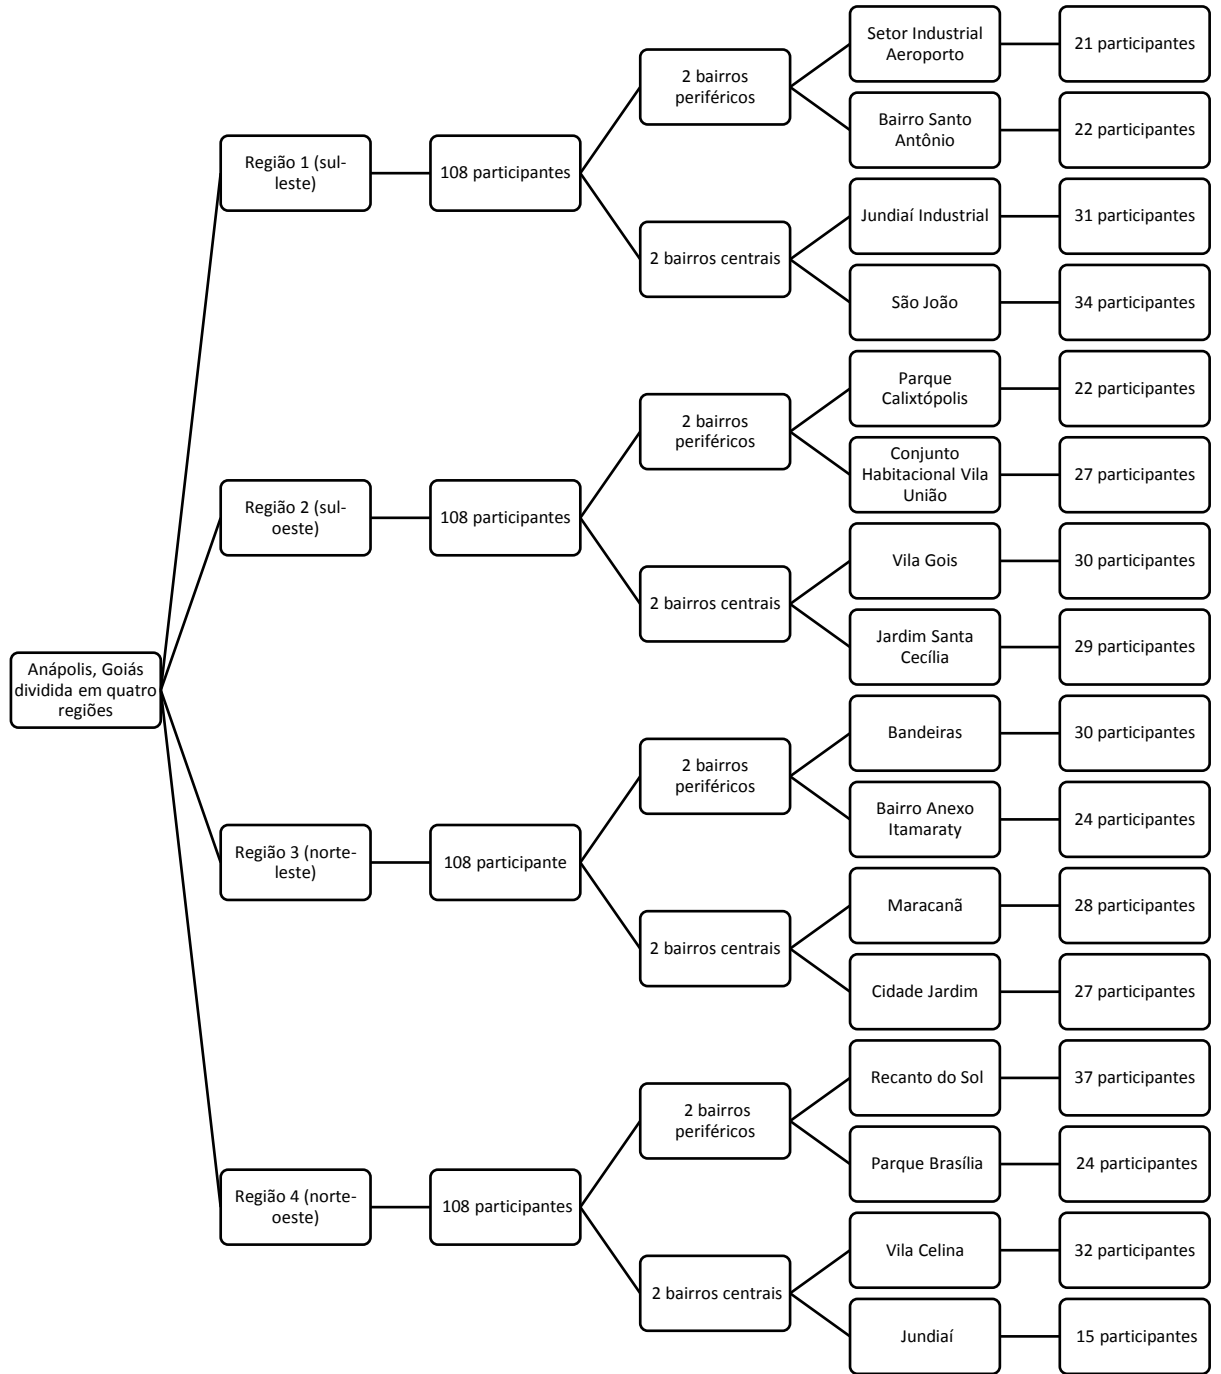 Setor Industrial
Aeroporto
21 participantes
2 bairros
periféricos
Bairro Santo
Antônio
22 participantes
Região 1 (sul-
leste)
108 participantes
Jundiaí Industrial
31 participantes
2 bairros centrais
São João
34 participantes
Parque
Calixtópolis
22 participantes
2 bairros
periféricos
Conjunto
Habitacional Vila
União
27 participantes
Região 2 (sul-
oeste)
108 participantes
Vila Gois
30 participantes
2 bairros centrais
Jardim Santa
Cecília
29 participantes
Anápolis, Goiás
dividida em quatro
regiões
Bandeiras
30 participantes
2 bairros
periféricos
Bairro Anexo
Itamaraty
24 participantes
Região 3 (norte-
leste)
108 participante
Maracanã
28 participantes
2 bairros centrais
Cidade Jardim
27 participantes
Recanto do Sol
37 participantes
2 bairros
periféricos
Parque Brasília
24 participantes
Região 4 (norte-
oeste)
108 participantes
Vila Celina
32 participantes
2 bairros centrais
Jundiaí
15 participantes